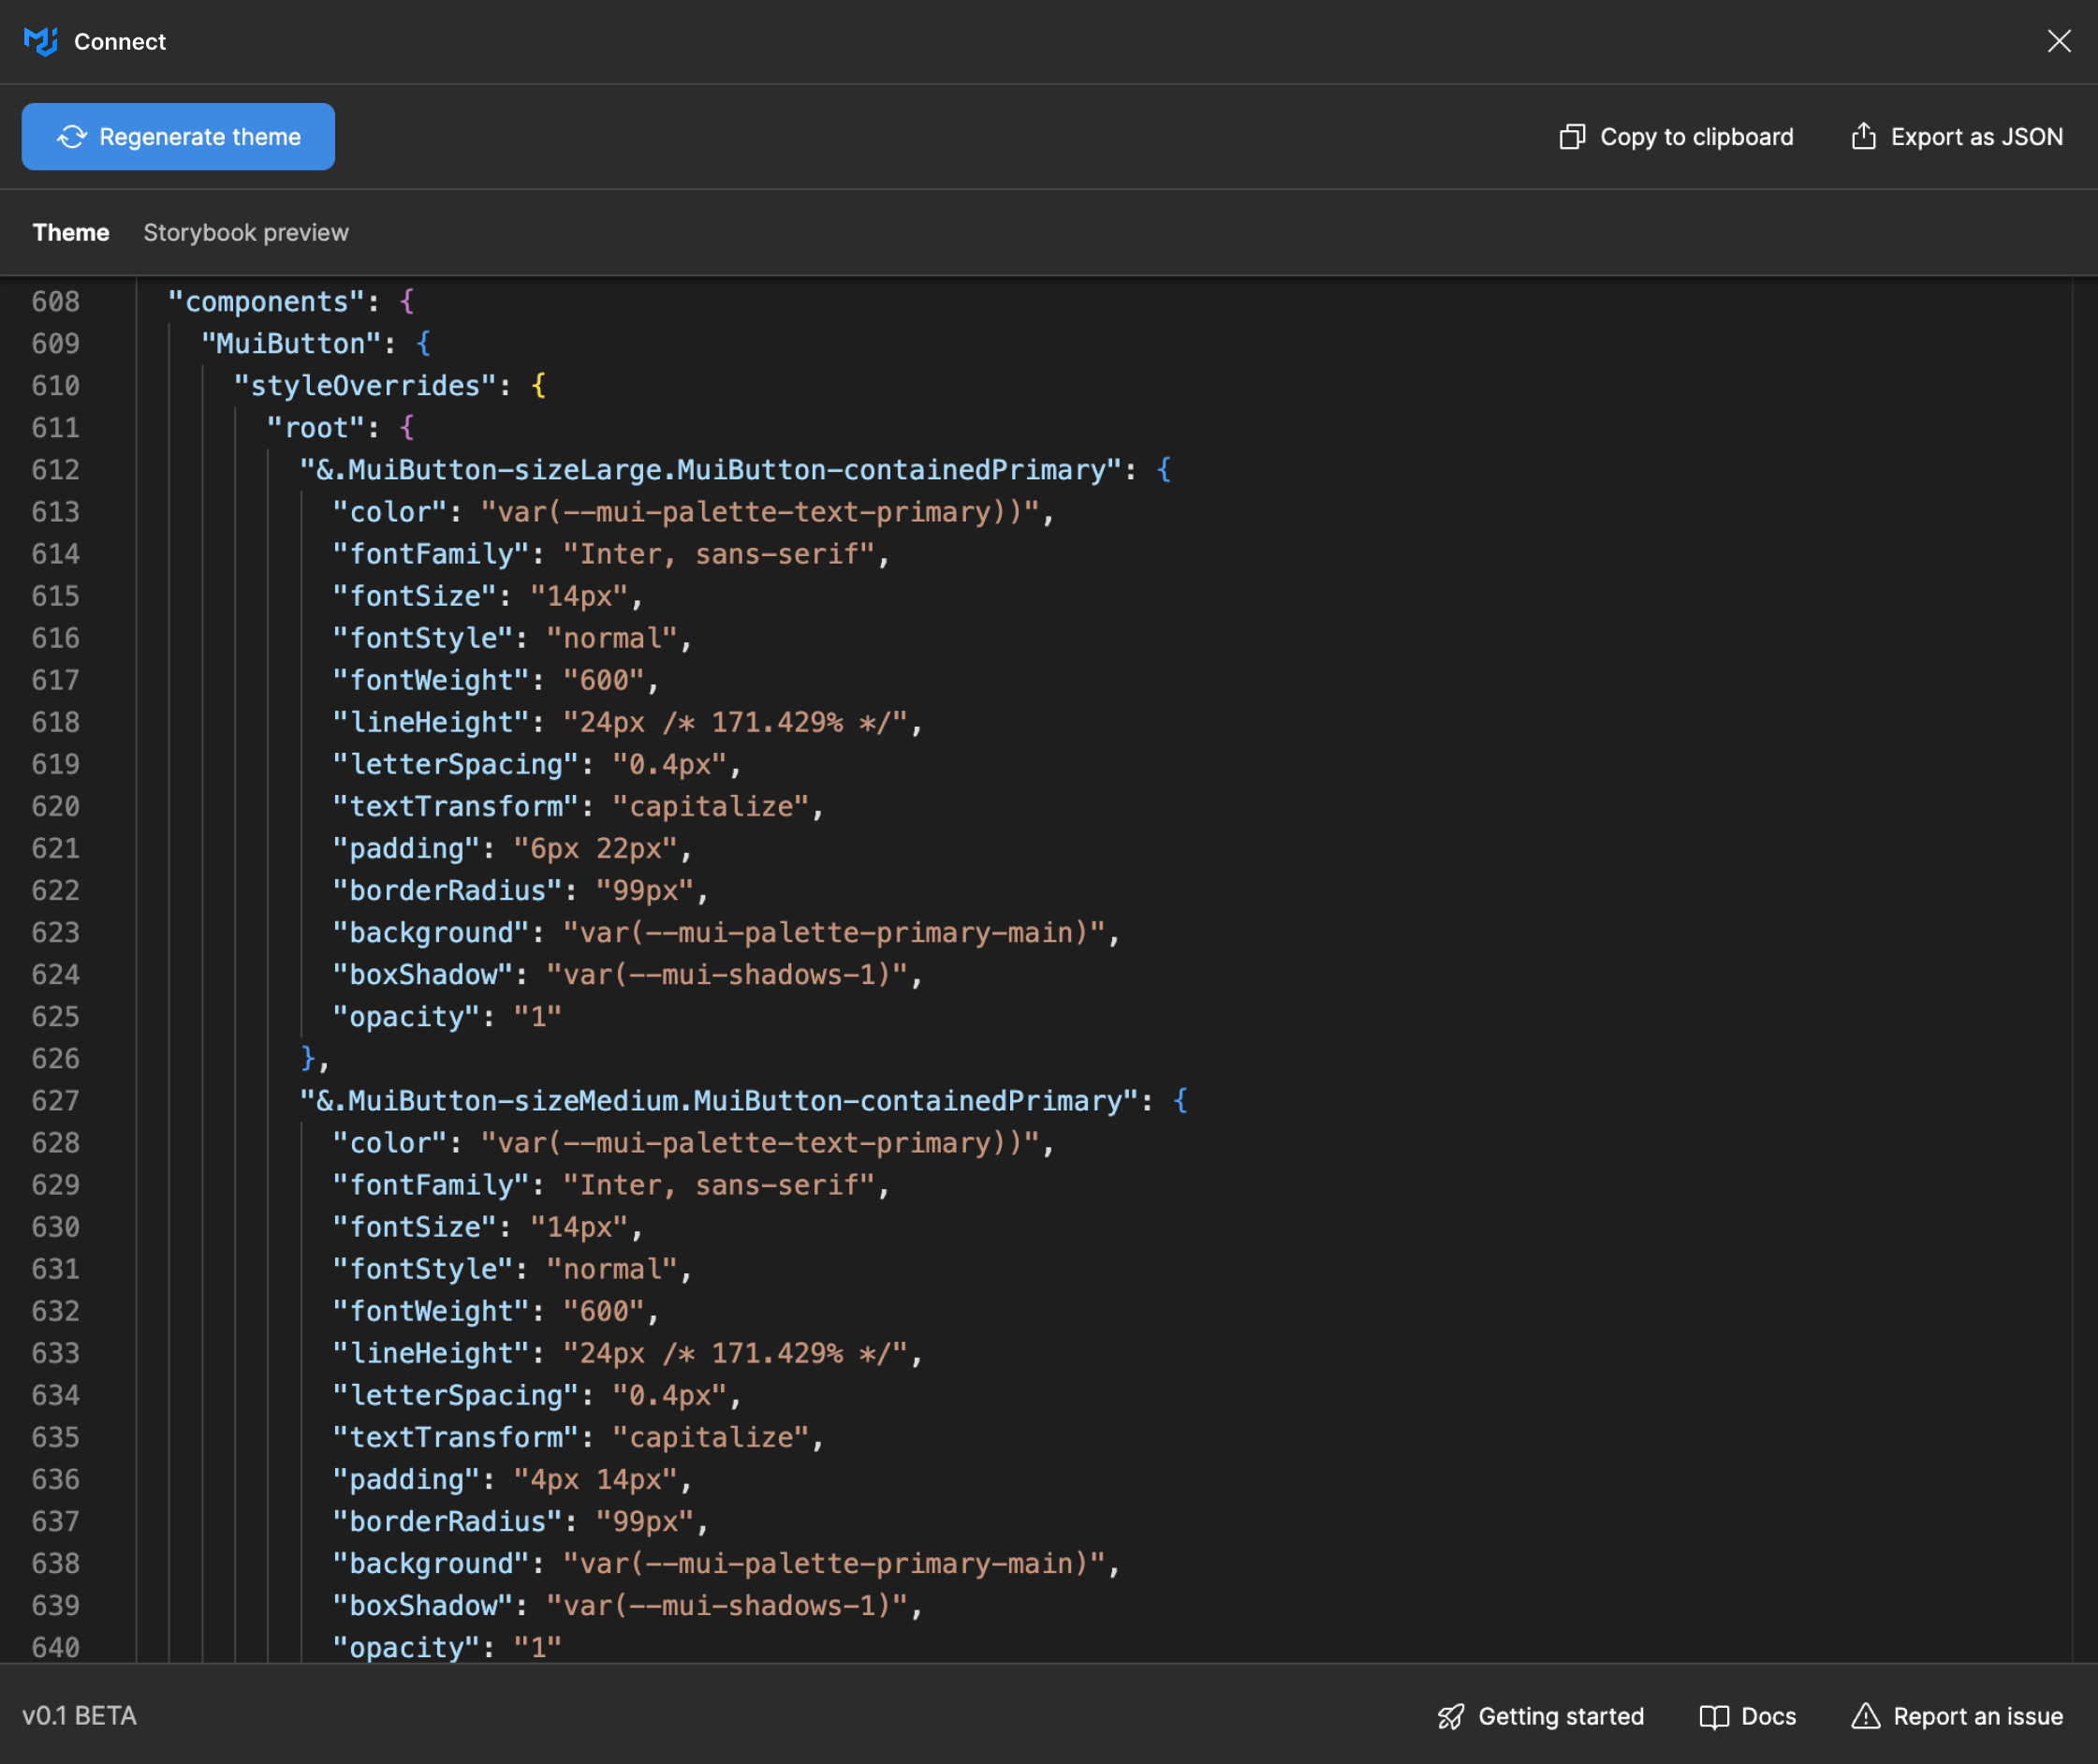 Connect
Regenerate theme
Copy to clipboard
Export as JSON
Theme
Storybook preview
608 "components": {
609 "MuiButton": {
610 "styleOverrides": {
611 "root": {
612 "&.MuiButton-sizeLarge.MuiButton-containedPrimary": {
613 "color": "var(--mui-palette-text-primary))",
614 "fontFamily": "Inter, sans-serif",
615 "fontSize": "14px",
616 "fontStyle": "normal",
617 "fontWeight": "600",
618 "lineHeight": "24px /* 171.429% */",
619 "letterSpacing": "0.4px",
620 "textTransform": "capitalize",
621 "padding": "6px 22px",
622 "borderRadius": "99px",
623 "background": "var(--mui-palette-primary-main)",
624 "boxShadow": "var(--mui-shadows-1)",
625 "opacity": "1"
626 },
627 "&.MuiButton-sizeMedium.MuiButton-containedPrimary": {
628 "color": "var(--mui-palette-text-primary))",
629 "fontFamily": "Inter, sans-serif",
630 "fontSize": "14px",
631 "fontStyle": "normal",
632 "fontWeight": "600",
633 "lineHeight": "24px /* 171.429% */",
634 "letterSpacing": "0.4px",
635 "textTransform": "capitalize",
636 "padding": "4px 14px",
637 "borderRadius": "99px",
638 "background": "var(--mui-palette-primary-main)",
639 "boxShadow": "var(--mui-shadows-1)",
640 "opacity": "1"
v0.1 BETA
Getting started
Docs
Report an issue